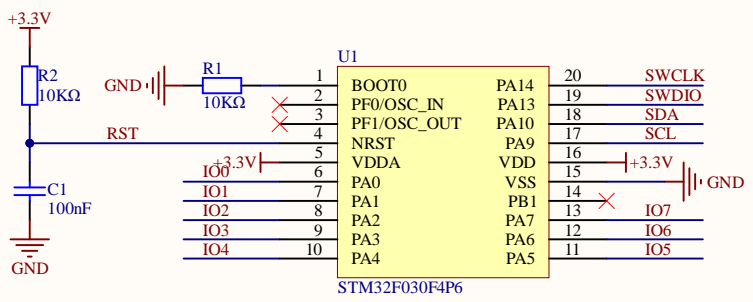 +3.3V
R2
10KΩ
RST
C1
100nF
GND
GND
R1
10KΩ
U1
1 BOOT0 PA14 20 SWCLK
2 PF0/OSC_IN PA13 19 SWDIO
3 PF1/OSC_OUT PA10 18 SDA
4 NRST PA9 17 SCL
+3.3V 5 VDDA VDD 16 +3.3V
IO0 6 PA0 VSS 15 GND
IO1 7 PA1 PB1 14
IO2 8 PA2 PA7 13 IO7
IO3 9 PA3 PA6 12 IO6
IO4 10 PA4 PA5 11 IO5
STM32F030F4P6